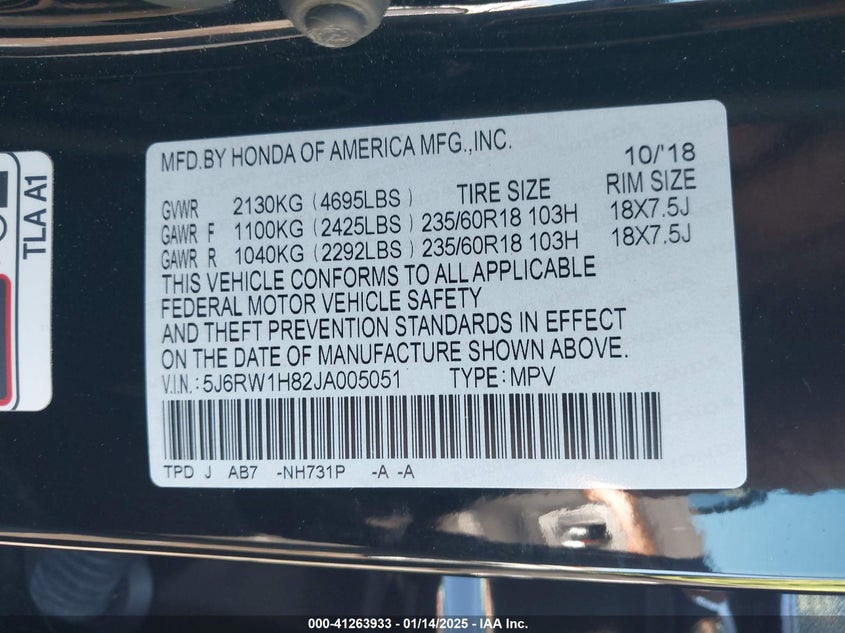 MFD.BY HONDA OF AMERICA MFG.,INC. 10/'18
GVWR 2130KG (4695LBS) TIRE SIZE RIM SIZE
GAWR F 1100KG (2425LBS) 235/60R18 103H 18X7.5J
GAWR R 1040KG (2292LBS) 235/60R18 103H 18X7.5J
THIS VEHICLE CONFORMS TO ALL APPLICABLE
FEDERAL MOTOR VEHICLE SAFETY
AND THEFT PREVENTION STANDARDS IN EFFECT
ON THE DATE OF MANUFACTURE SHOWN ABOVE.
V.I.N.: 5J6RW1H82JA005051 TYPE: MPV
TPD J AB7 -NH731P -A -A
TLA A1
000-41263933 - 01/14/2025 - IAA Inc.